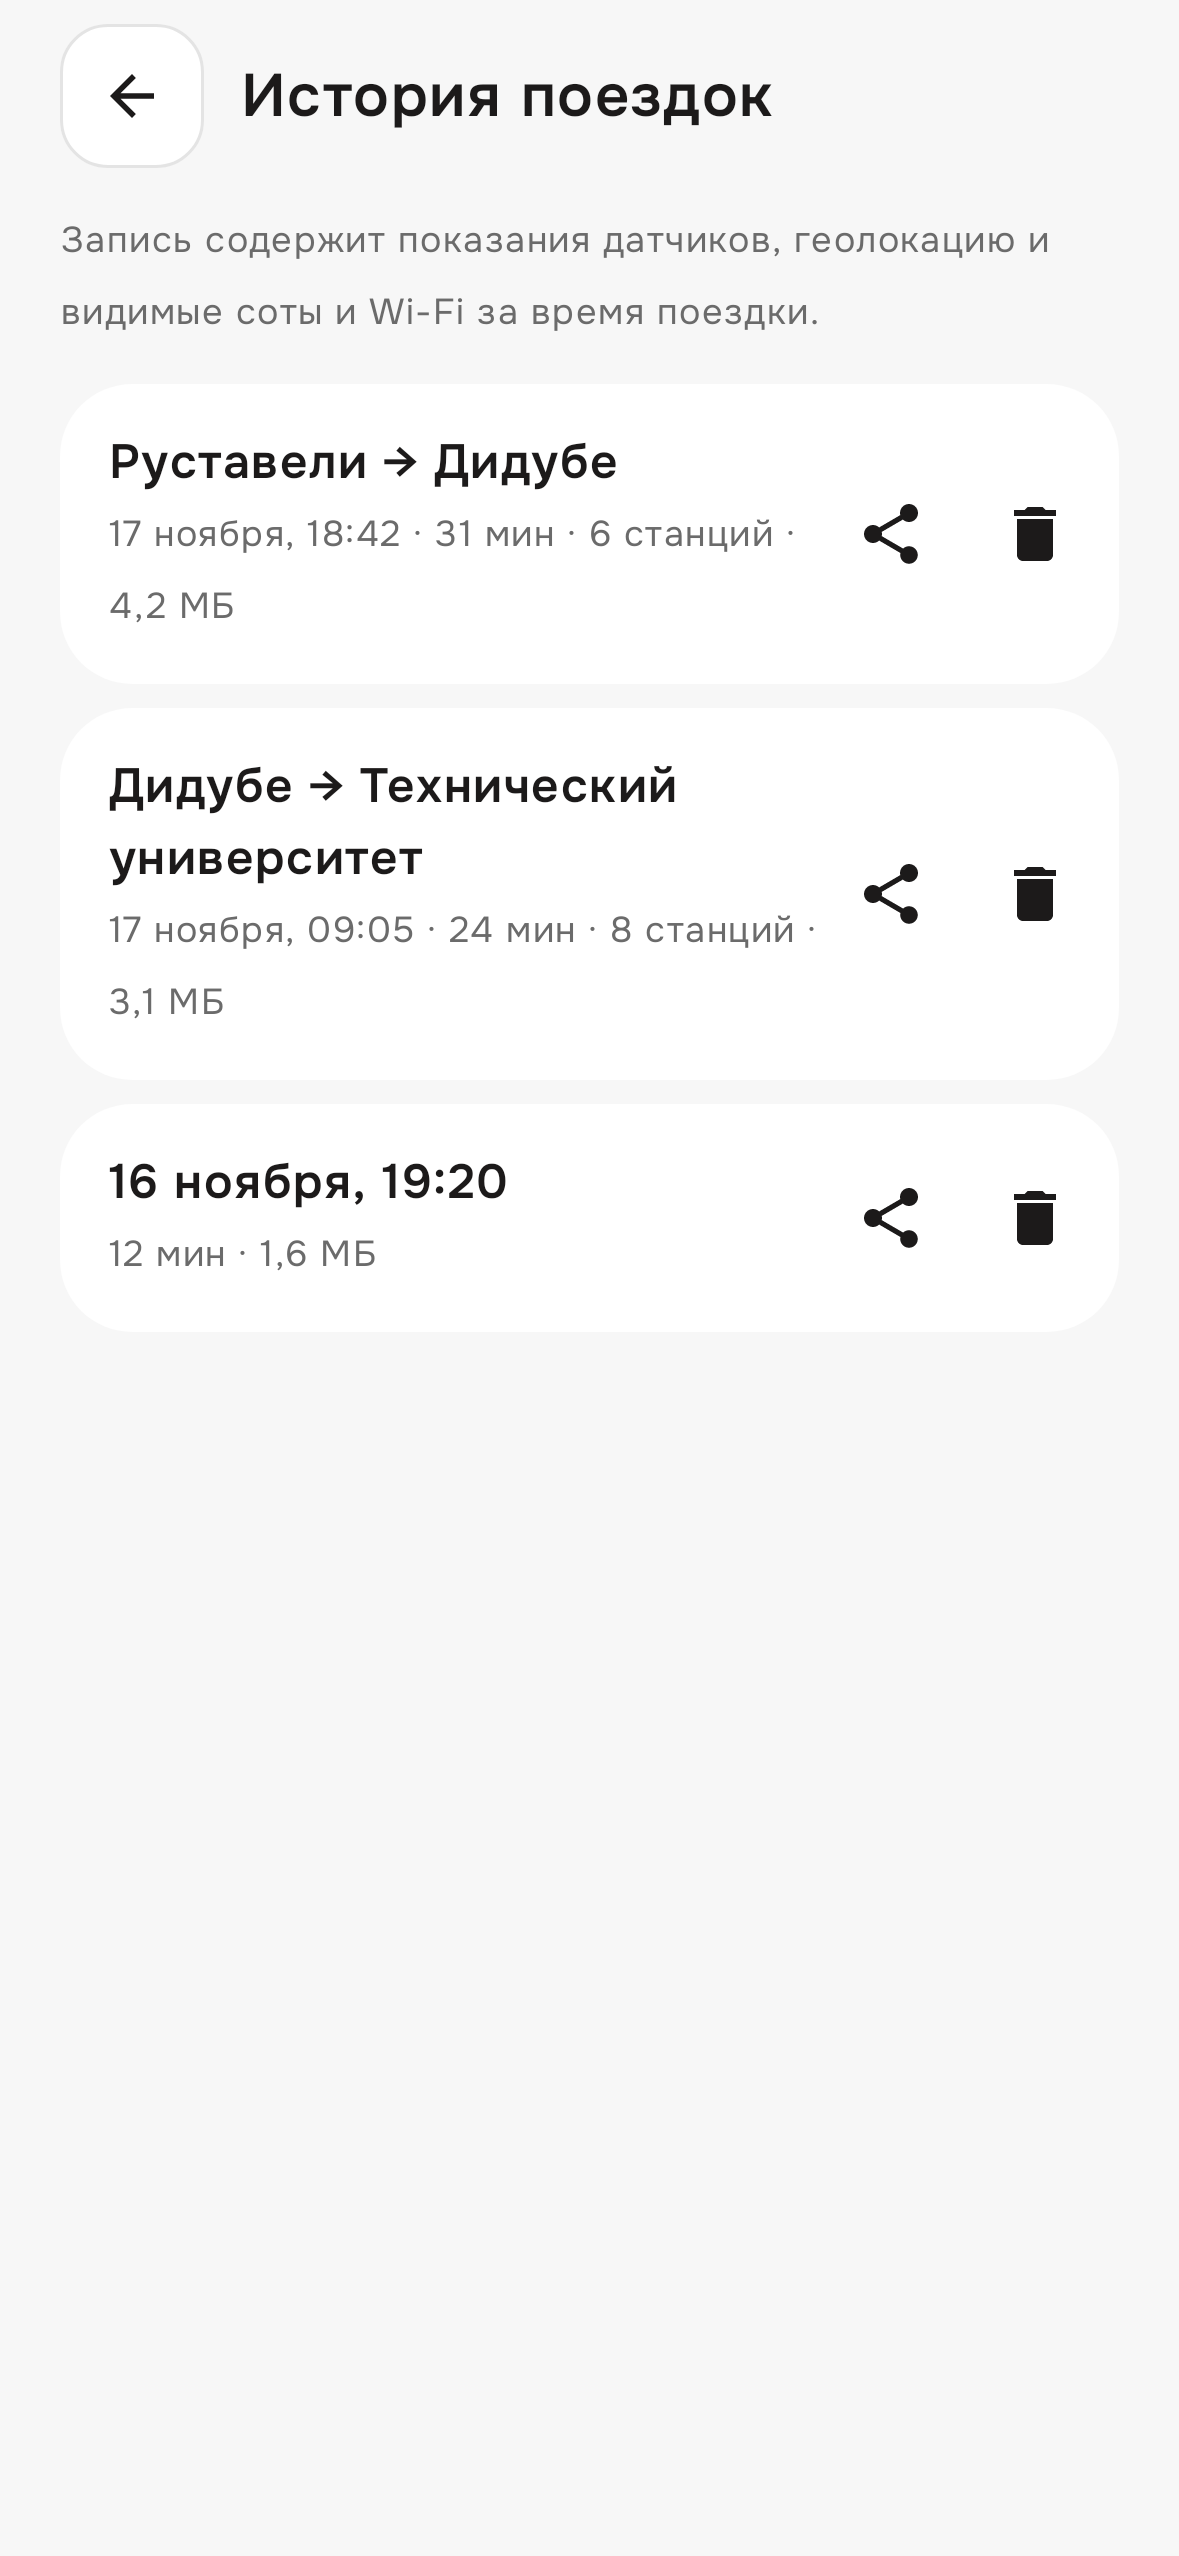 История поездок
Запись содержит показания датчиков, геолокацию и
видимые соты и Wi-Fi за время поездки.
Руставели → Дидубе
17 ноября, 18:42 · 31 мин · 6 станций ·
4,2 МБ
Дидубе → Технический
университет
17 ноября, 09:05 · 24 мин · 8 станций ·
3,1 МБ
16 ноября, 19:20
12 мин · 1,6 МБ